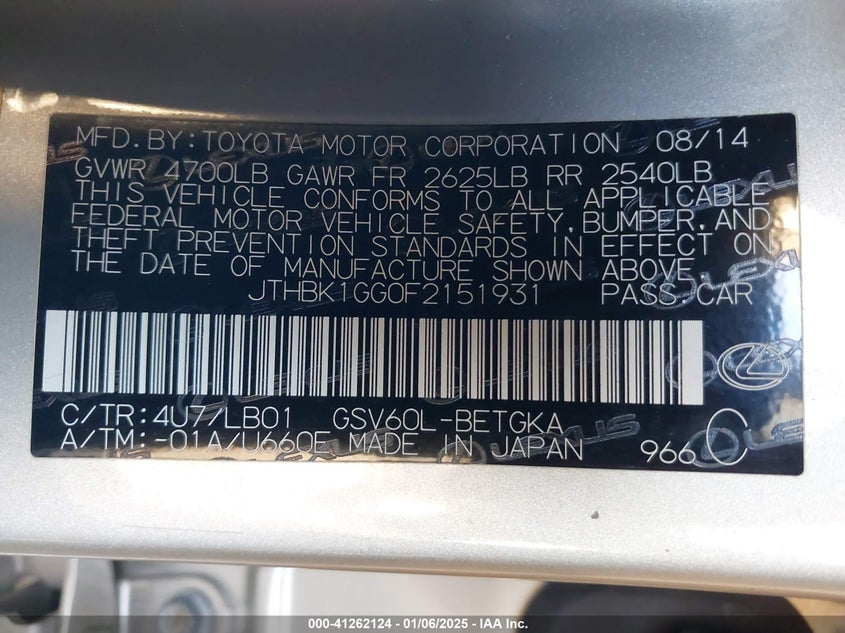 MFD. BY: TOYOTA MOTOR CORPORATION 08/14
GVWR 4700LB GAWR FR 2625LB RR 2540LB
THIS VEHICLE CONFORMS TO ALL APPLICABLE
FEDERAL MOTOR VEHICLE SAFETY, BUMPER, AND
THEFT PREVENTION STANDARDS IN EFFECT ON
THE DATE OF MANUFACTURE SHOWN ABOVE.
JTHBK1GG0F2151931 PASS CAR
C/TR: 4U7/LB01 GSV60L-BETGKA
A/TM: -01A/U660E MADE IN JAPAN 966
LEXUS
000-41262124 — 01/06/2025 — IAA Inc.